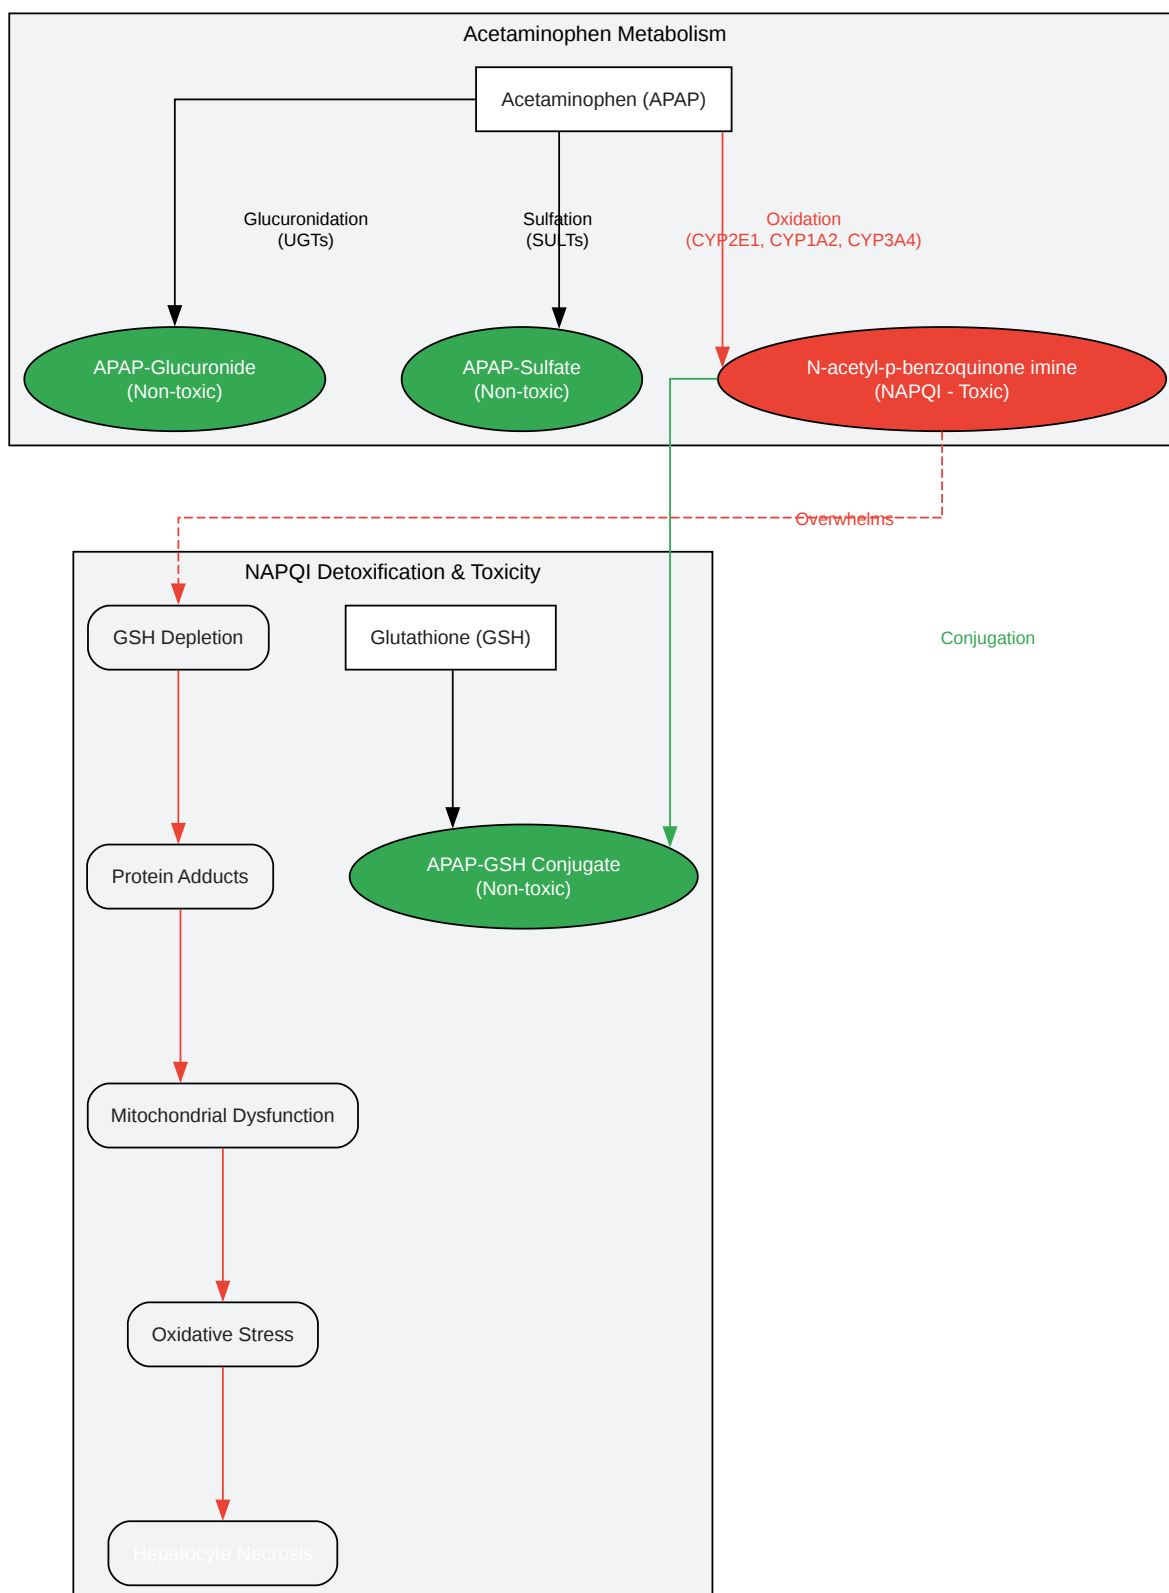 Acetaminophen Metabolism
Acetaminophen (APAP)
Glucuronidation
(UGTs)
Sulfation
(SULTs)
Oxidation
(CYP2E1, CYP1A2, CYP3A4)
APAP-Glucuronide
(Non-toxic)
APAP-Sulfate
(Non-toxic)
N-acetyl-p-benzoquinone imine
(NAPQI - Toxic)
Overwhelms
NAPQI Detoxification & Toxicity
GSH Depletion
Glutathione (GSH)
Conjugation
Protein Adducts
APAP-GSH Conjugate
(Non-toxic)
Mitochondrial Dysfunction
Oxidative Stress
Hepatocyte Necrosis